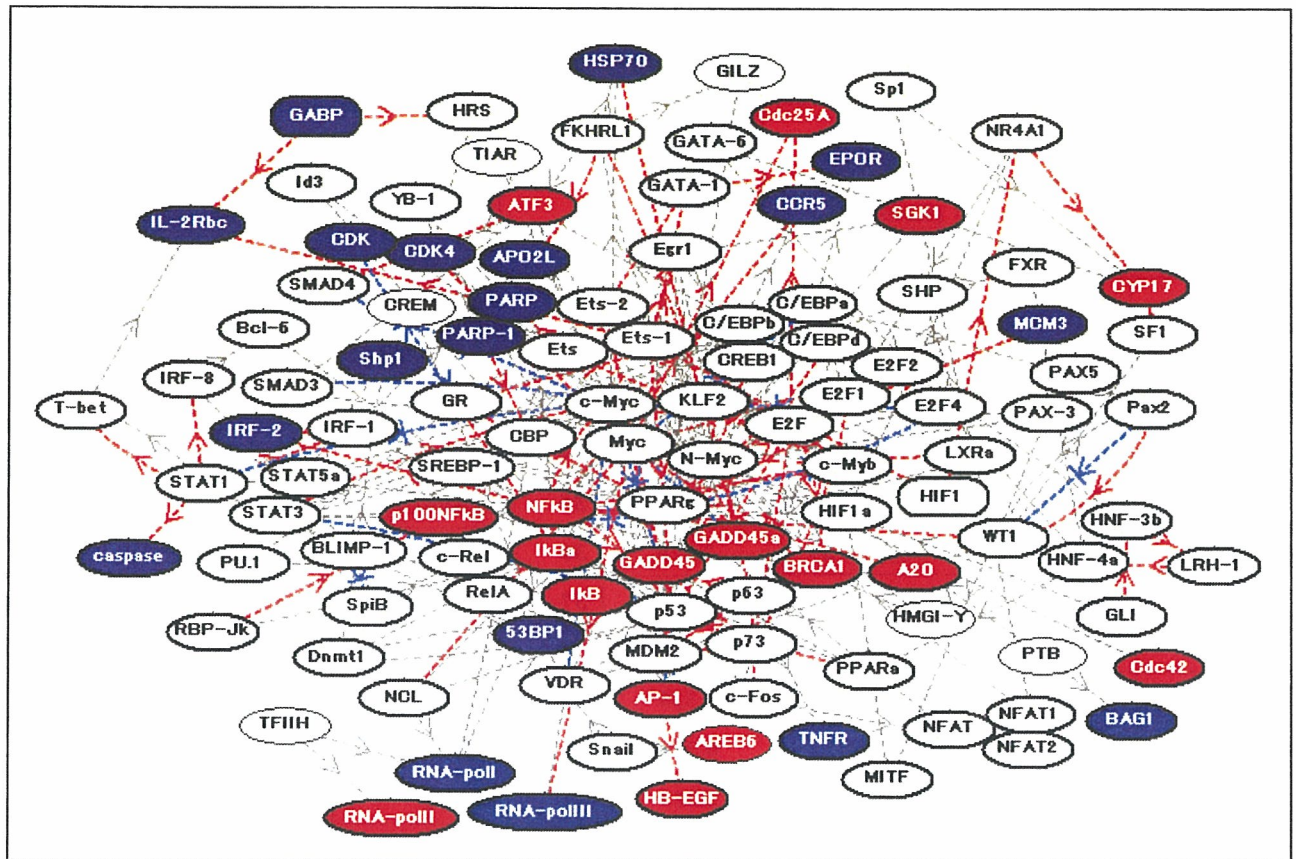 HSP70
GILZ
Sp1
GABP
HRS
FKHRL1
Cdc25A
NR4A1
TIAR
GATA-6
EPOR
Id3
YB-1
ATF3
GATA-1
CCR5
SGK1
IL-2Rbc
CDK
CDK4
APO2L
Egr1
FXR
SMAD4
CREM
PARP
Ets-2
C/EBPa
SHP
CYP17
Bcl-6
Shp1
PARP-1
Ets
Ets-1
C/EBPb
C/EBPd
MCM3
SF1
CREB1
E2F2
PAX5
IRF-8
SMAD3
GR
c-Myc
KLF2
E2F1
E2F4
PAX-3
Pax2
T-bet
IRF-2
IRF-1
CBP
Myc
E2F
STAT1
STAT5a
SREBP-1
N-Myc
c-Myb
LXRa
STAT3
p100NFkB
NFkB
PPARg
HIF1a
HIF1
HNF-3b
caspase
PU.1
BLIMP-1
c-Rel
IkBa
GADD45
GADD45a
BRCA1
A20
WT1
HNF-4a
LRH-1
RBP-Jk
SpiB
RelA
IkB
p53
p63
HMGI-Y
GLI
Dnmt1
53BP1
MDM2
p73
PTB
Cdc42
NCL
VDR
AP-1
c-Fos
PPARa
TFIIH
Snail
AREB6
TNFR
NFAT
NFAT1
BAG1
RNA-polI
MITF
NFAT2
RNA-polII
RNA-polIII
HB-EGF